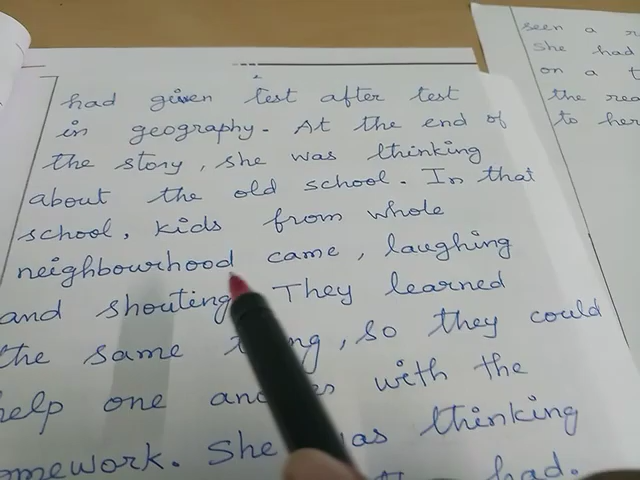 had given test after test
in geography. At the end of
the story, she was thinking
about the old school. In that
school, kids from whole
neighbourhood came, laughing
and shouting They learned
the same, so they could
help one with the
She was thinking
had.
seen a
she had
on a
the
to her